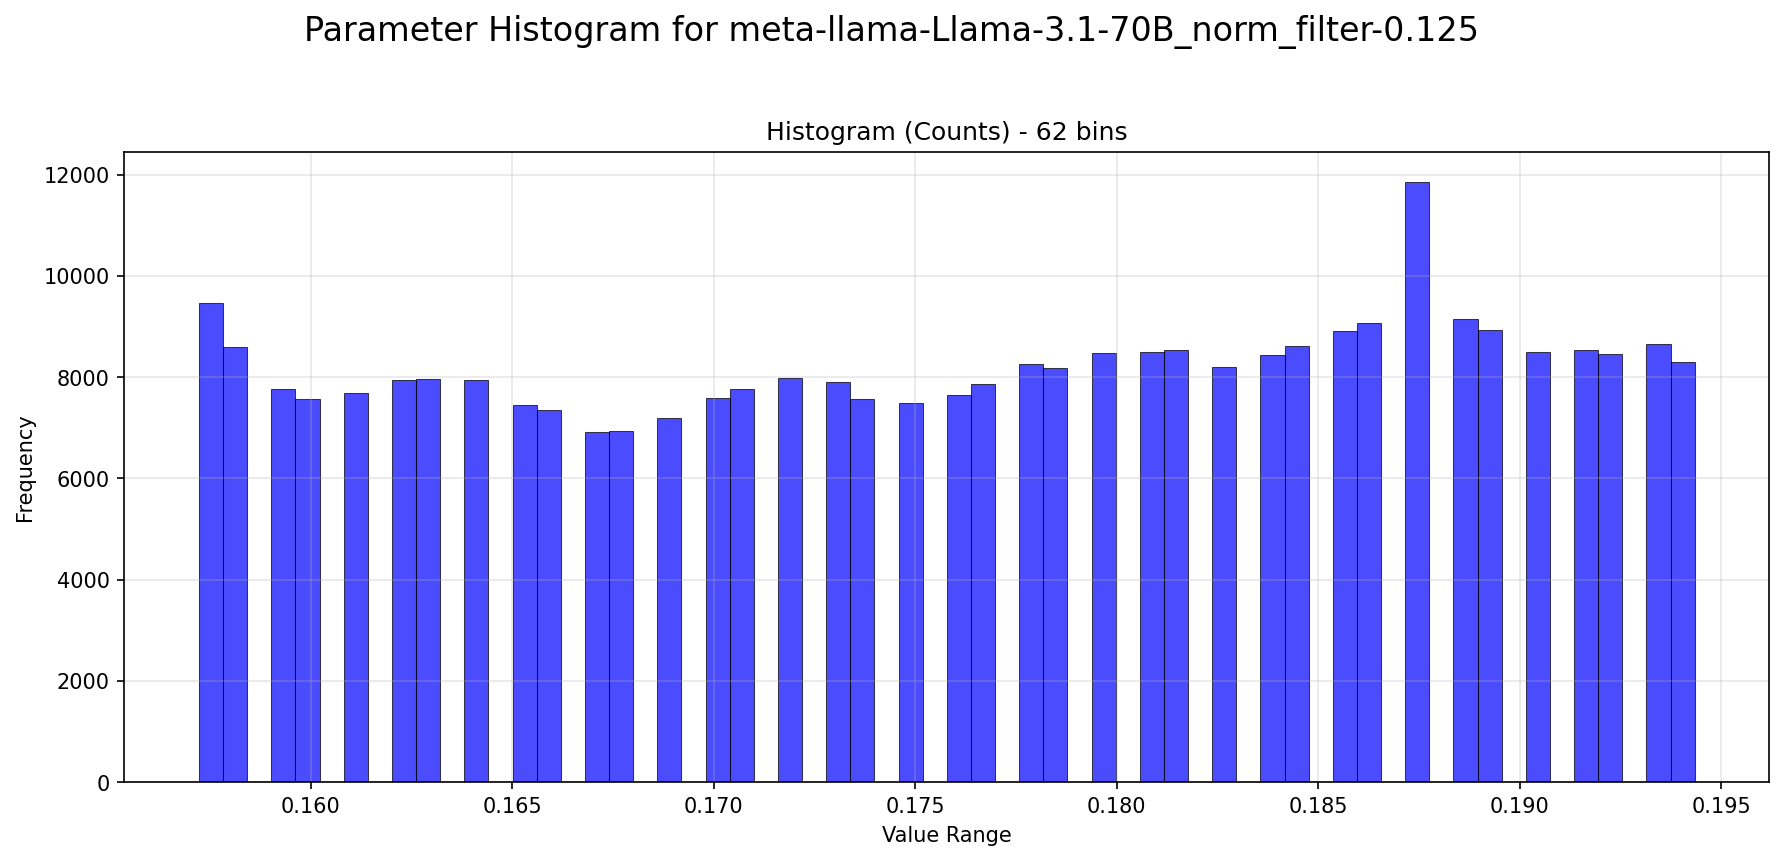 Parameter Histogram for meta-llama-Llama-3.1-70B_norm_filter-0.125
Histogram (Counts) - 62 bins
12000
10000
8000
6000
4000
2000
0
Frequency
0.160 0.165 0.170 0.175 0.180 0.185 0.190 0.195
Value Range